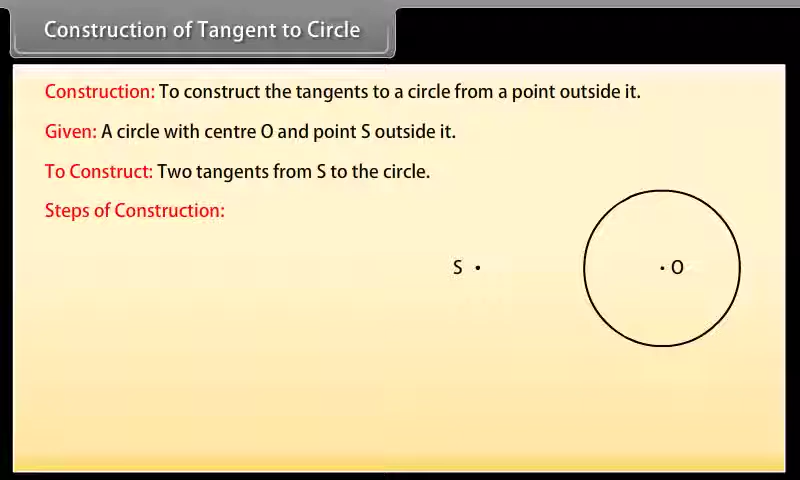 Construction of Tangent to Circle
Construction: To construct the tangents to a circle from a point outside it.
Given: A circle with centre O and point S outside it.
To Construct: Two tangents from S to the circle.
Steps of Construction:
S
O